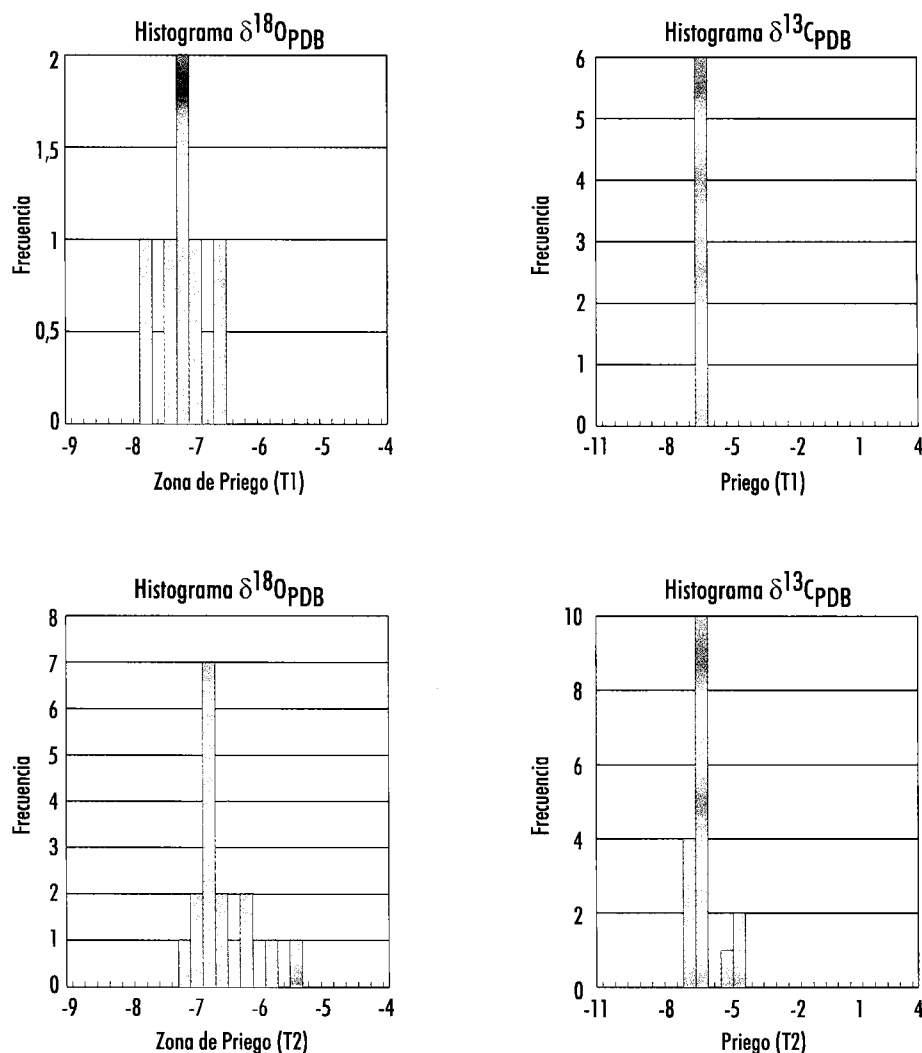 Histograma δ18OPDB
2
1,5
1
0,5
0
Frecuencia
-9 -8 -7 -6 -5 -4
Zona de Priego (T1)
Histograma δ13CPDB
6
5
4
3
2
1
0
Frecuencia
-11 -8 -5 -2 1 4
Priego (T1)
Histograma δ18OPDB
8
7
6
5
4
3
2
1
0
Frecuencia
-9 -8 -7 -6 -5 -4
Zona de Priego (T2)
Histograma δ13CPDB
10
8
6
4
2
0
Frecuencia
-11 -8 -5 -2 1 4
Priego (T2)